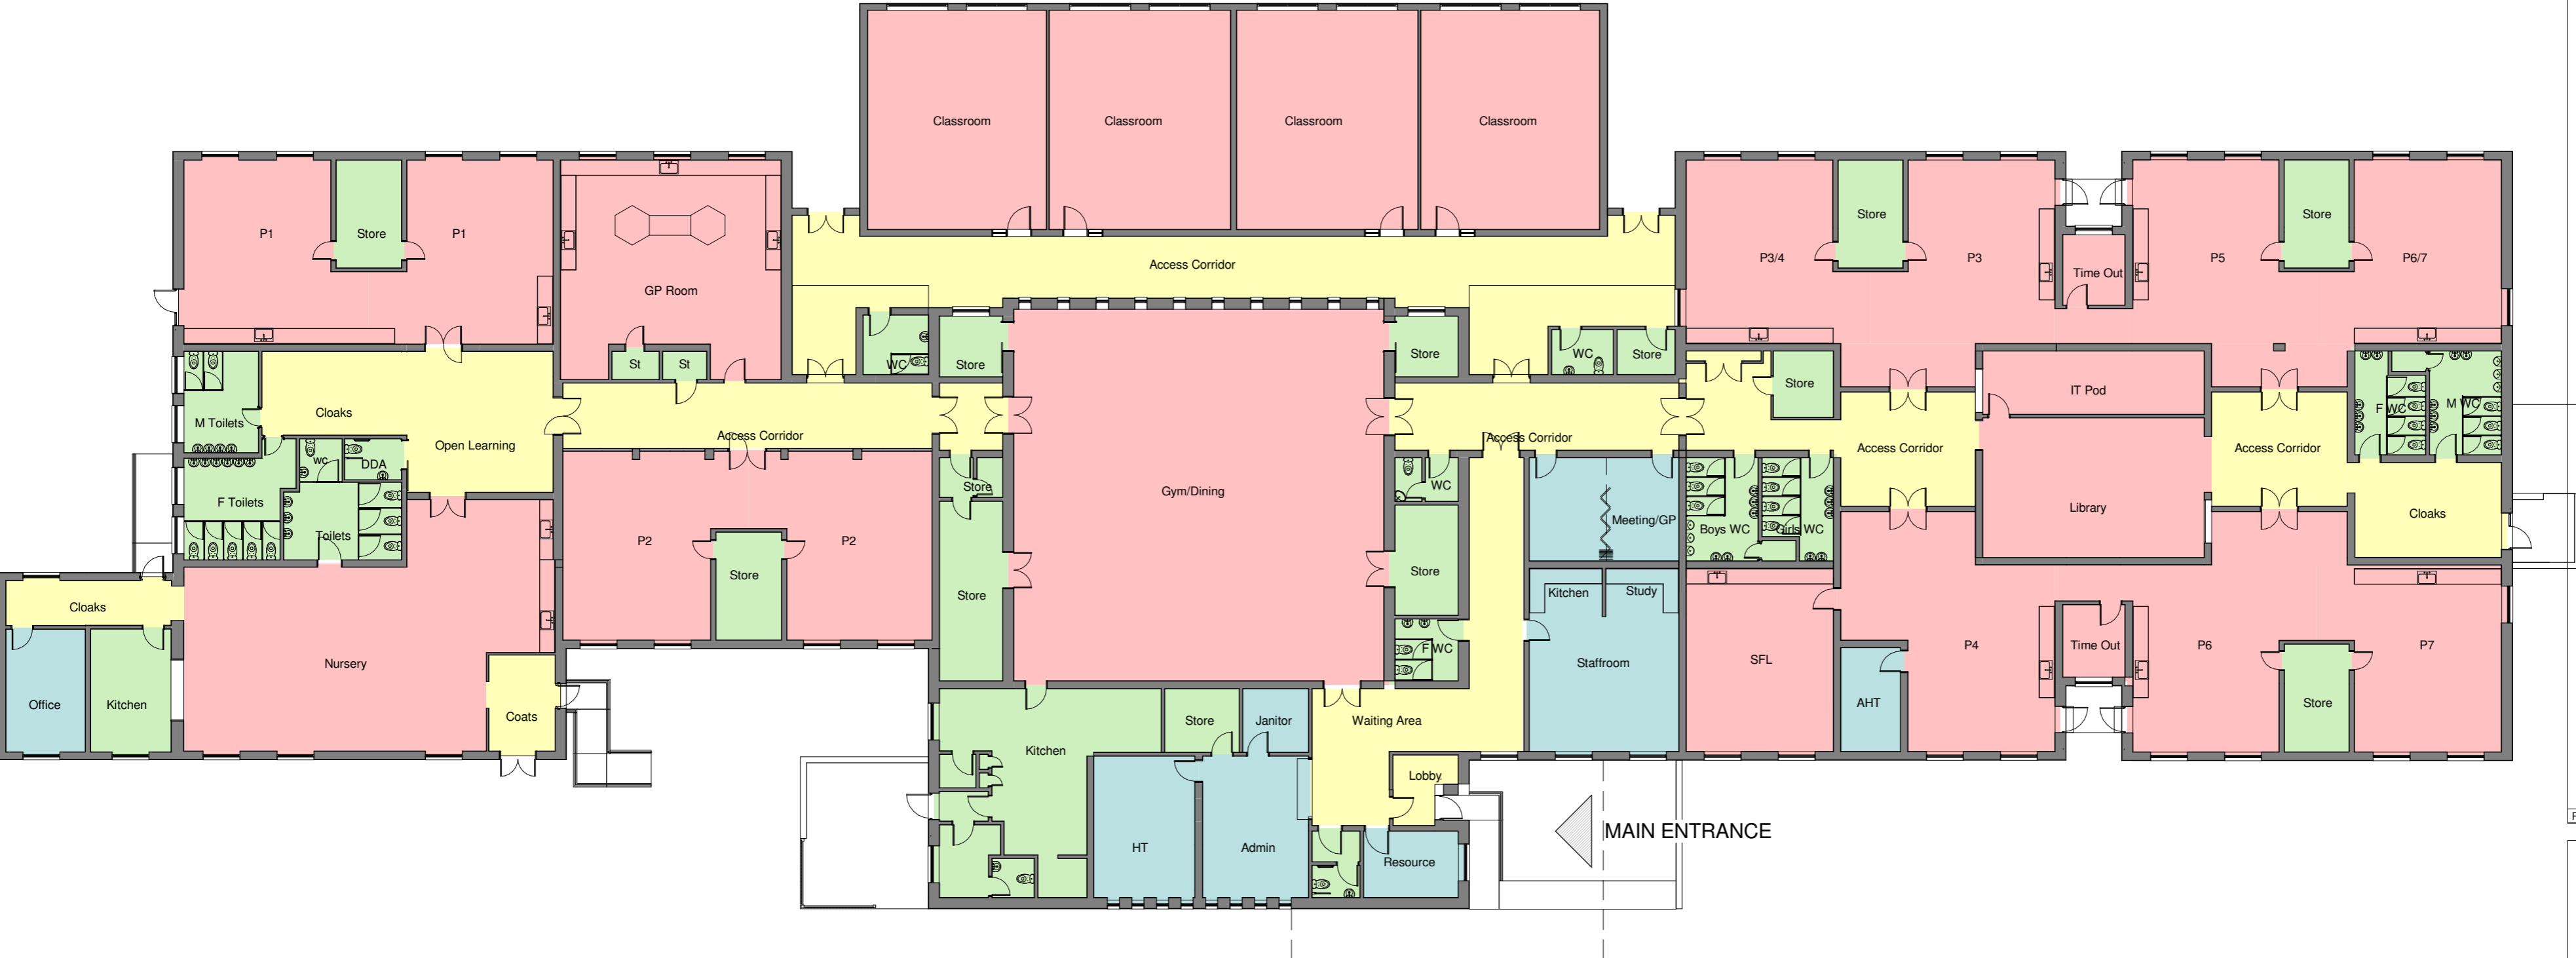 Classroom
Classroom
Classroom
Classroom
P1
Store
P1
GP Room
Access Corridor
P3/4
Store
P3
Time Out
P5
Store
P6/7
St
St
WC
Store
Store
WC
Store
Store
IT Pod
M Toilets
Cloaks
Open Learning
Access Corridor
Access Corridor
Access Corridor
Library
Access Corridor
F WC
M WC
Cloaks
F Toilets
WC
DDA
Toilets
P2
Store
P2
Store
Store
Gym/Dining
WC
Store
F WC
Meeting/GP
Boys WC
Girls WC
Kitchen
Study
Staffroom
SFL
AHT
P4
Time Out
P6
Store
P7
Cloaks
Office
Kitchen
Nursery
Coats
Kitchen
Store
Janitor
Waiting Area
Lobby
HT
Admin
Resource
MAIN ENTRANCE